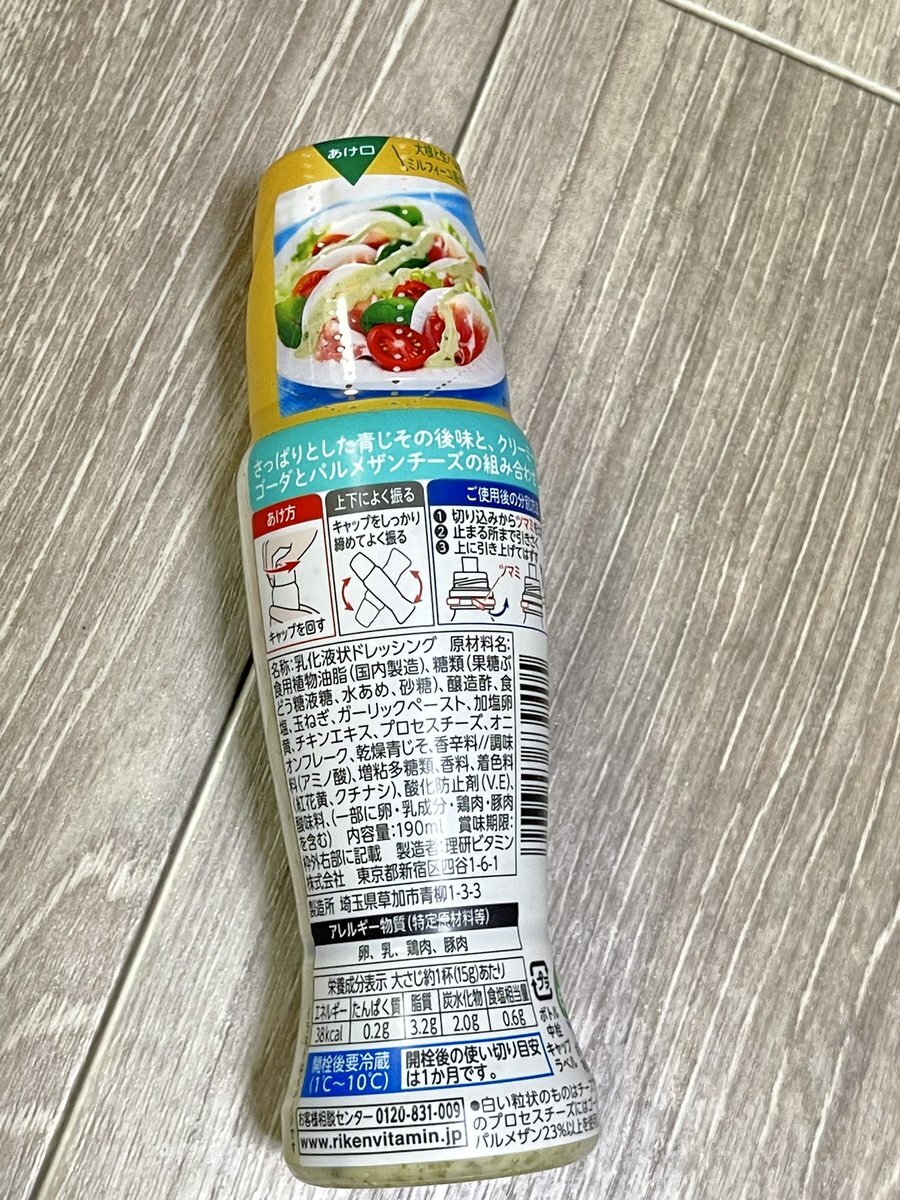 あけ口
大根と生ハ
ミルフィーユ
さっぱりとした青じその後味と、クリーミ
ゴーダとパルメザンチーズの組み合わせ
あけ方
キャップを回す
上下によく振る
キャップをしっかり
締めてよく振る
ご使用後の分別
❶ 切り込みからツマミを
❷ 止まる所まで引き
❸ 上に引き上げてはず
ツマミ
名称:乳化液状ドレッシング 原材料名:
食用植物油脂(国内製造)、糖類(果糖ぶ
どう糖液糖、水あめ、砂糖)、醸造酢、食
塩、玉ねぎ、ガーリックペースト、加塩卵
黄、チキンエキス、プロセスチーズ、オニ
オンフレーク、乾燥青じそ、香辛料//調味
料(アミノ酸)、増粘多糖類、香料、着色料
(紅花黄、クチナシ)、酸化防止剤(V.E)、
酸味料、(一部に卵・乳成分・鶏肉・豚肉
を含む) 内容量:190ml 賞味期限:
枠外右部に記載 製造者:理研ビタミン
株式会社 東京都新宿区四谷1-6-1
製造所 埼玉県草加市青柳1-3-3
アレルギー物質(特定原材料等)
卵、乳、鶏肉、豚肉
栄養成分表示 大さじ約1杯(15g)あたり
エネルギー たんぱく質 脂質 炭水化物 食塩相当量
38kcal 0.2g 3.2g 2.0g 0.6g
プラ
ボトル
中栓
キャップ
ラベル
開栓後要冷蔵
(1℃~10℃)
開栓後の使い切り目安
は1か月です。
お客様相談センター 0120-831-009
www.rikenvitamin.jp
●白い粒状のものはチーズ
のプロセスチーズにはゴー
パルメザン23%以上を使